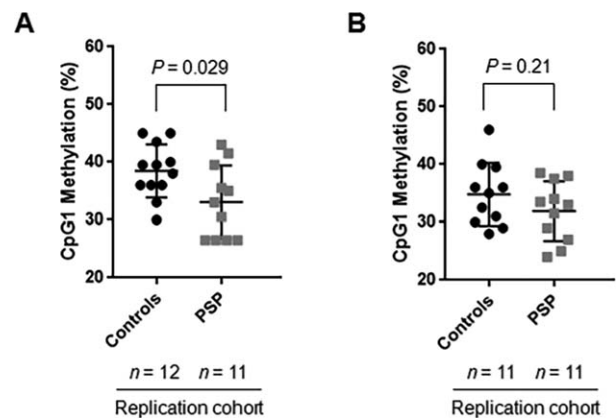 A
60
50
40
30
20
CpG1 Methylation (%)
P = 0.029
Controls
PSP
n = 12 n = 11
Replication cohort
B
60
50
40
30
20
CpG1 Methylation (%)
P = 0.21
Controls
PSP
n = 11 n = 11
Replication cohort